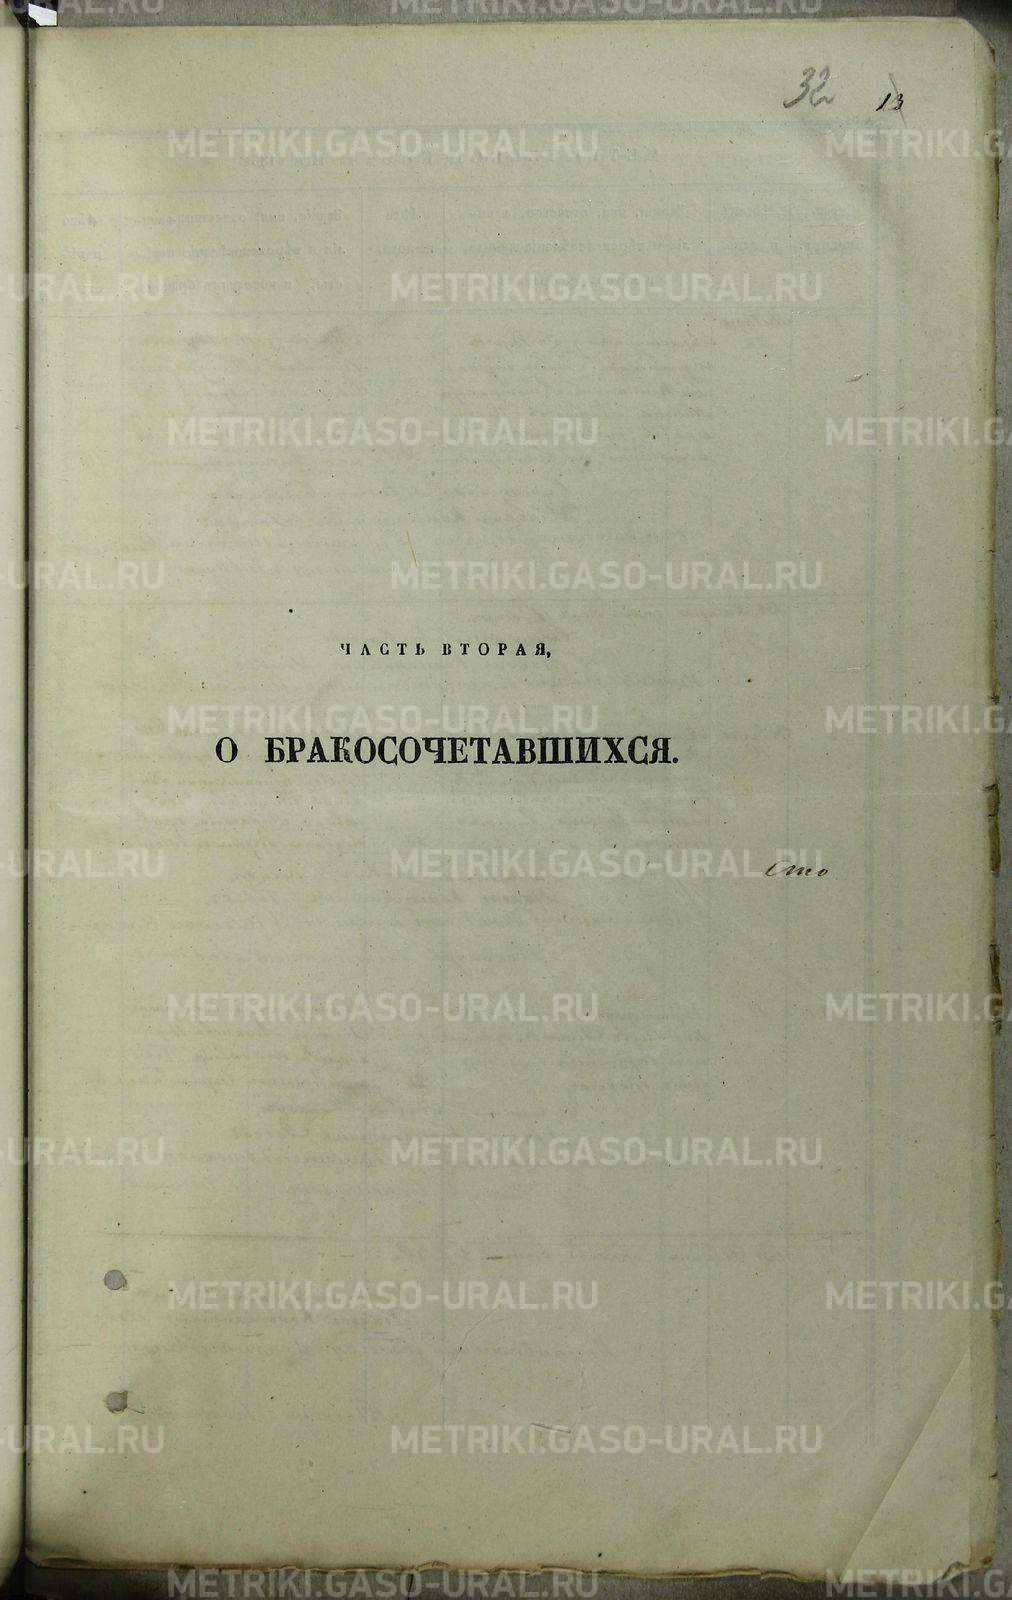 32 13
ЧАСТЬ ВТОРАЯ,
О БРАКОСОЧЕТАВШИХСЯ.
METRIKI.GASO-URAL.RU